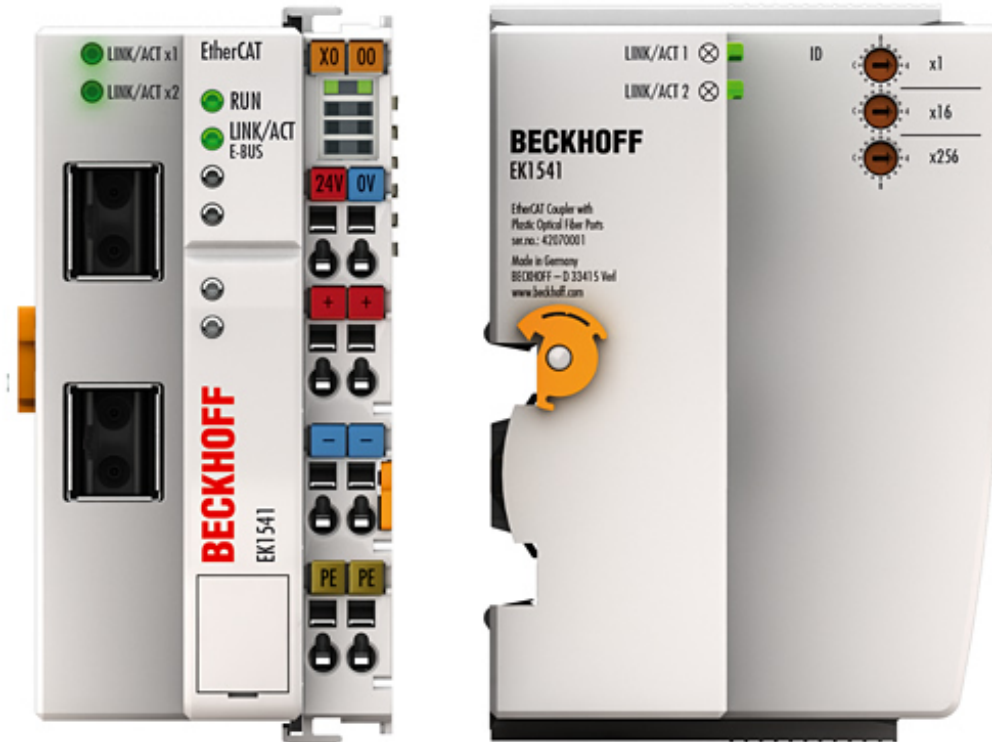 LINK/ACT x1
LINK/ACT x2
EtherCAT
RUN
LINK/ACT
E-BUS
X0 00
24V 0V
+ +
− −
PE PE
BECKHOFF
EK1541
LINK/ACT 1
LINK/ACT 2
ID
x1
x16
x256
BECKHOFF
EK1541
EtherCAT Coupler with
Plastic Optical Fiber Ports
ser.no.: 42070001
Made in Germany
BECKHOFF – D 33415 Verl
www.beckhoff.com